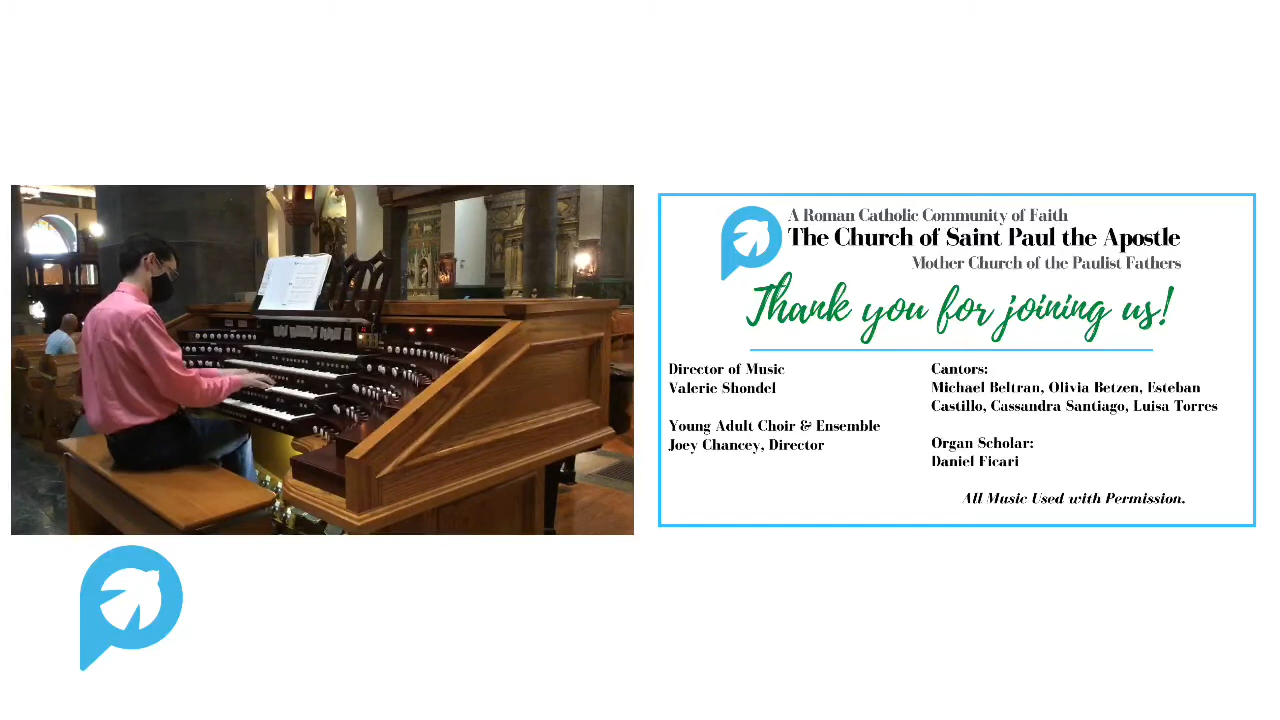 A Roman Catholic Community of Faith
The Church of Saint Paul the Apostle
Mother Church of the Paulist Fathers
Thank you for joining us!
Director of Music
Valerie Shondel
Young Adult Choir & Ensemble
Joey Chancey, Director
Cantors:
Michael Beltran, Olivia Betzen, Esteban
Castillo, Cassandra Santiago, Luisa Torres
Organ Scholar:
Daniel Ficari
All Music Used with Permission.